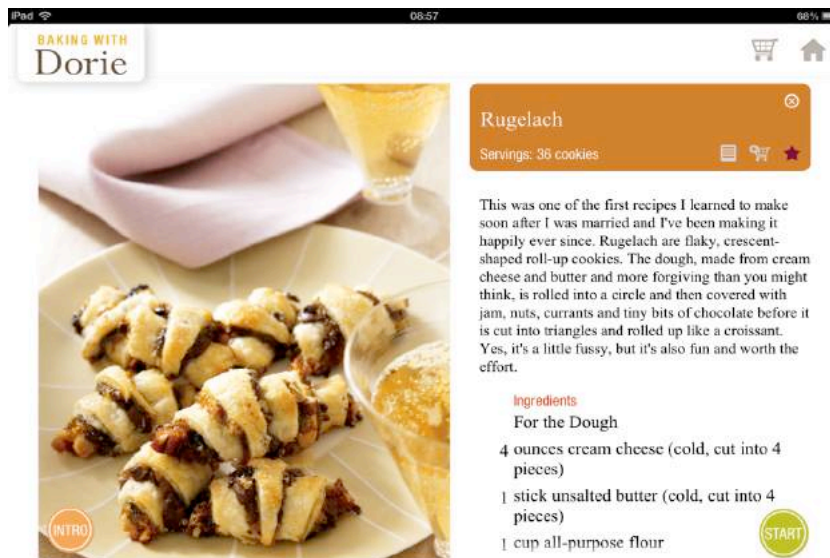 iPad 08:57 68%
BAKING WITH
Dorie
Rugelach
Servings: 36 cookies
This was one of the first recipes I learned to make
soon after I was married and I've been making it
happily ever since. Rugelach are flaky, crescent-
shaped roll-up cookies. The dough, made from cream
cheese and butter and more forgiving than you might
think, is rolled into a circle and then covered with
jam, nuts, currants and tiny bits of chocolate before it
is cut into triangles and rolled up like a croissant.
Yes, it's a little fussy, but it's also fun and worth the
effort.
Ingredients
For the Dough
4 ounces cream cheese (cold, cut into 4
pieces)
1 stick unsalted butter (cold, cut into 4
pieces)
1 cup all-purpose flour
INTRO
START